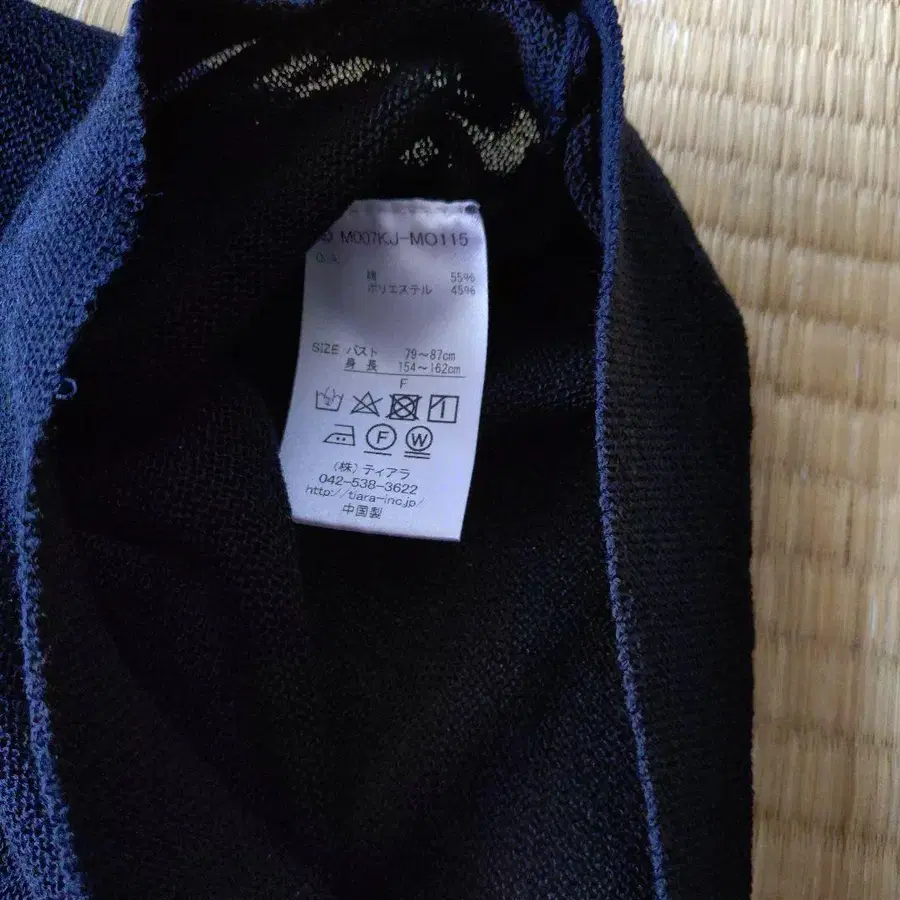 M007KJ-MO115
綿 55%
ポリエステル 45%
SIZE バスト 79～87cm
身長 154～162cm
F
F W
(株) ティアラ
042-538-3622
http://tiara-inc.jp/
中国製